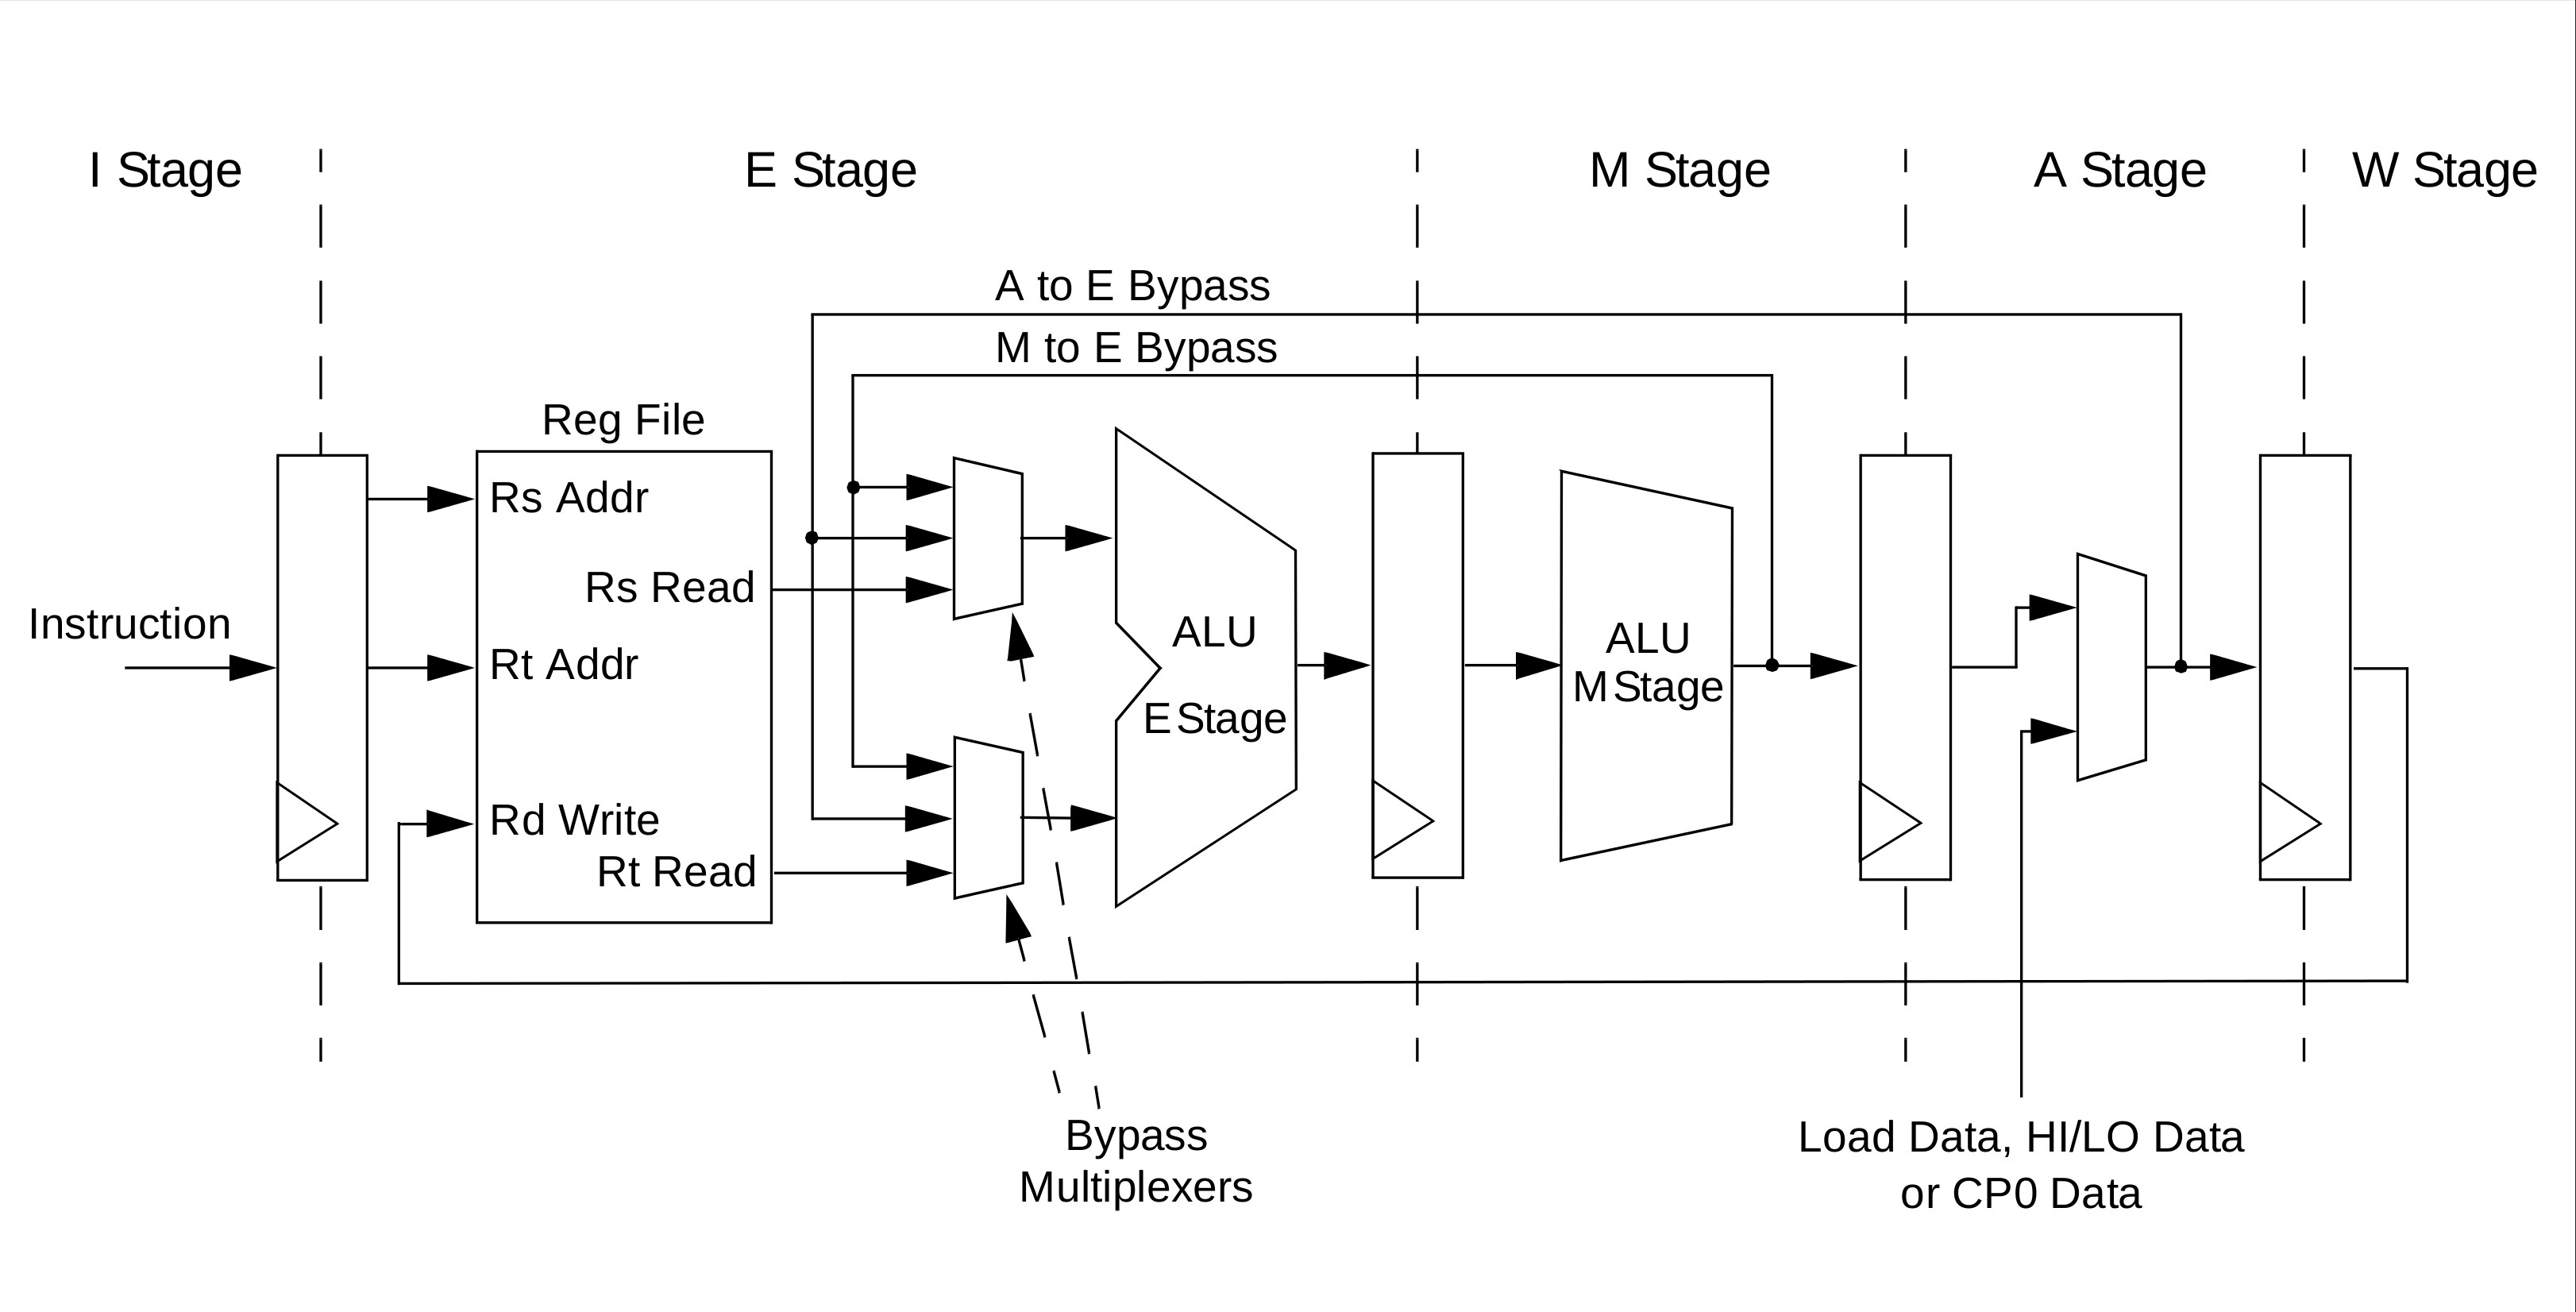 I Stage
E Stage
M Stage
A Stage
W Stage
A to E Bypass
M to E Bypass
Reg File
Rs Addr
Rs Read
Instruction
Rt Addr
Rd Write
Rt Read
ALU
E Stage
ALU
M Stage
Bypass
Multiplexers
Load Data, HI/LO Data
or CP0 Data